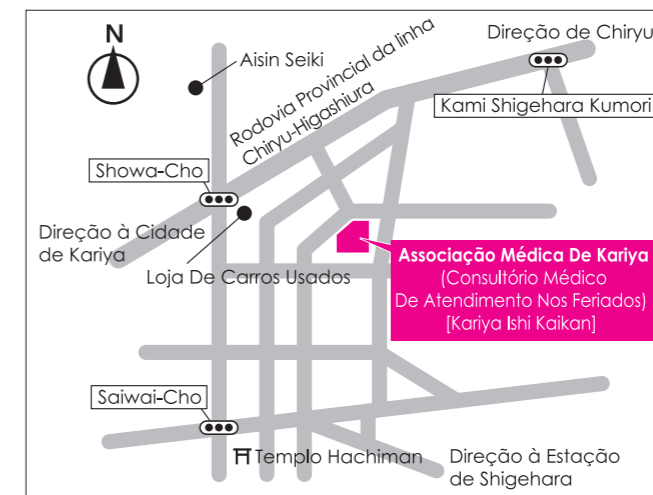 N
Direção de Chiryu
Aisin Seiki
Rodovia Provincial da linha
Chiryu-Higashiura
Kami Shigehara Kumori
Showa-Cho
Direção à Cidade
de Kariya
Loja De Carros Usados
Associação Médica De Kariya
(Consultório Médico
De Atendimento Nos Feriados)
[Kariya Ishi Kaikan]
Saiwai-Cho
Templo Hachiman
Direção à Estação
de Shigehara